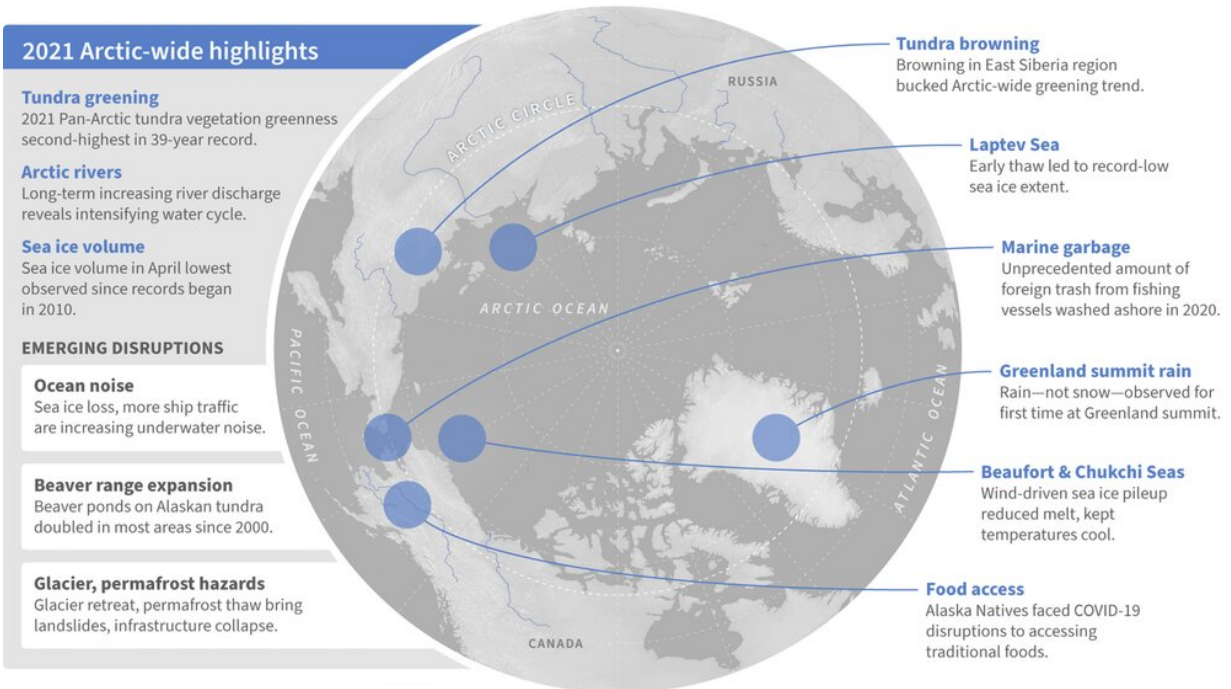 2021 Arctic-wide highlights
Tundra greening
2021 Pan-Arctic tundra vegetation greenness
second-highest in 39-year record.
Arctic rivers
Long-term increasing river discharge
reveals intensifying water cycle.
Sea ice volume
Sea ice volume in April lowest
observed since records began
in 2010.
EMERGING DISRUPTIONS
Ocean noise
Sea ice loss, more ship traffic
are increasing underwater noise.
Beaver range expansion
Beaver ponds on Alaskan tundra
doubled in most areas since 2000.
Glacier, permafrost hazards
Glacier retreat, permafrost thaw bring
landslides, infrastructure collapse.
ARCTIC CIRCLE
RUSSIA
ARCTIC OCEAN
PACIFIC OCEAN
ATLANTIC OCEAN
CANADA
Tundra browning
Browning in East Siberia region
bucked Arctic-wide greening trend.
Laptev Sea
Early thaw led to record-low
sea ice extent.
Marine garbage
Unprecedented amount of
foreign trash from fishing
vessels washed ashore in 2020.
Greenland summit rain
Rain—not snow—observed for
first time at Greenland summit.
Beaufort & Chukchi Seas
Wind-driven sea ice pileup
reduced melt, kept
temperatures cool.
Food access
Alaska Natives faced COVID-19
disruptions to accessing
traditional foods.